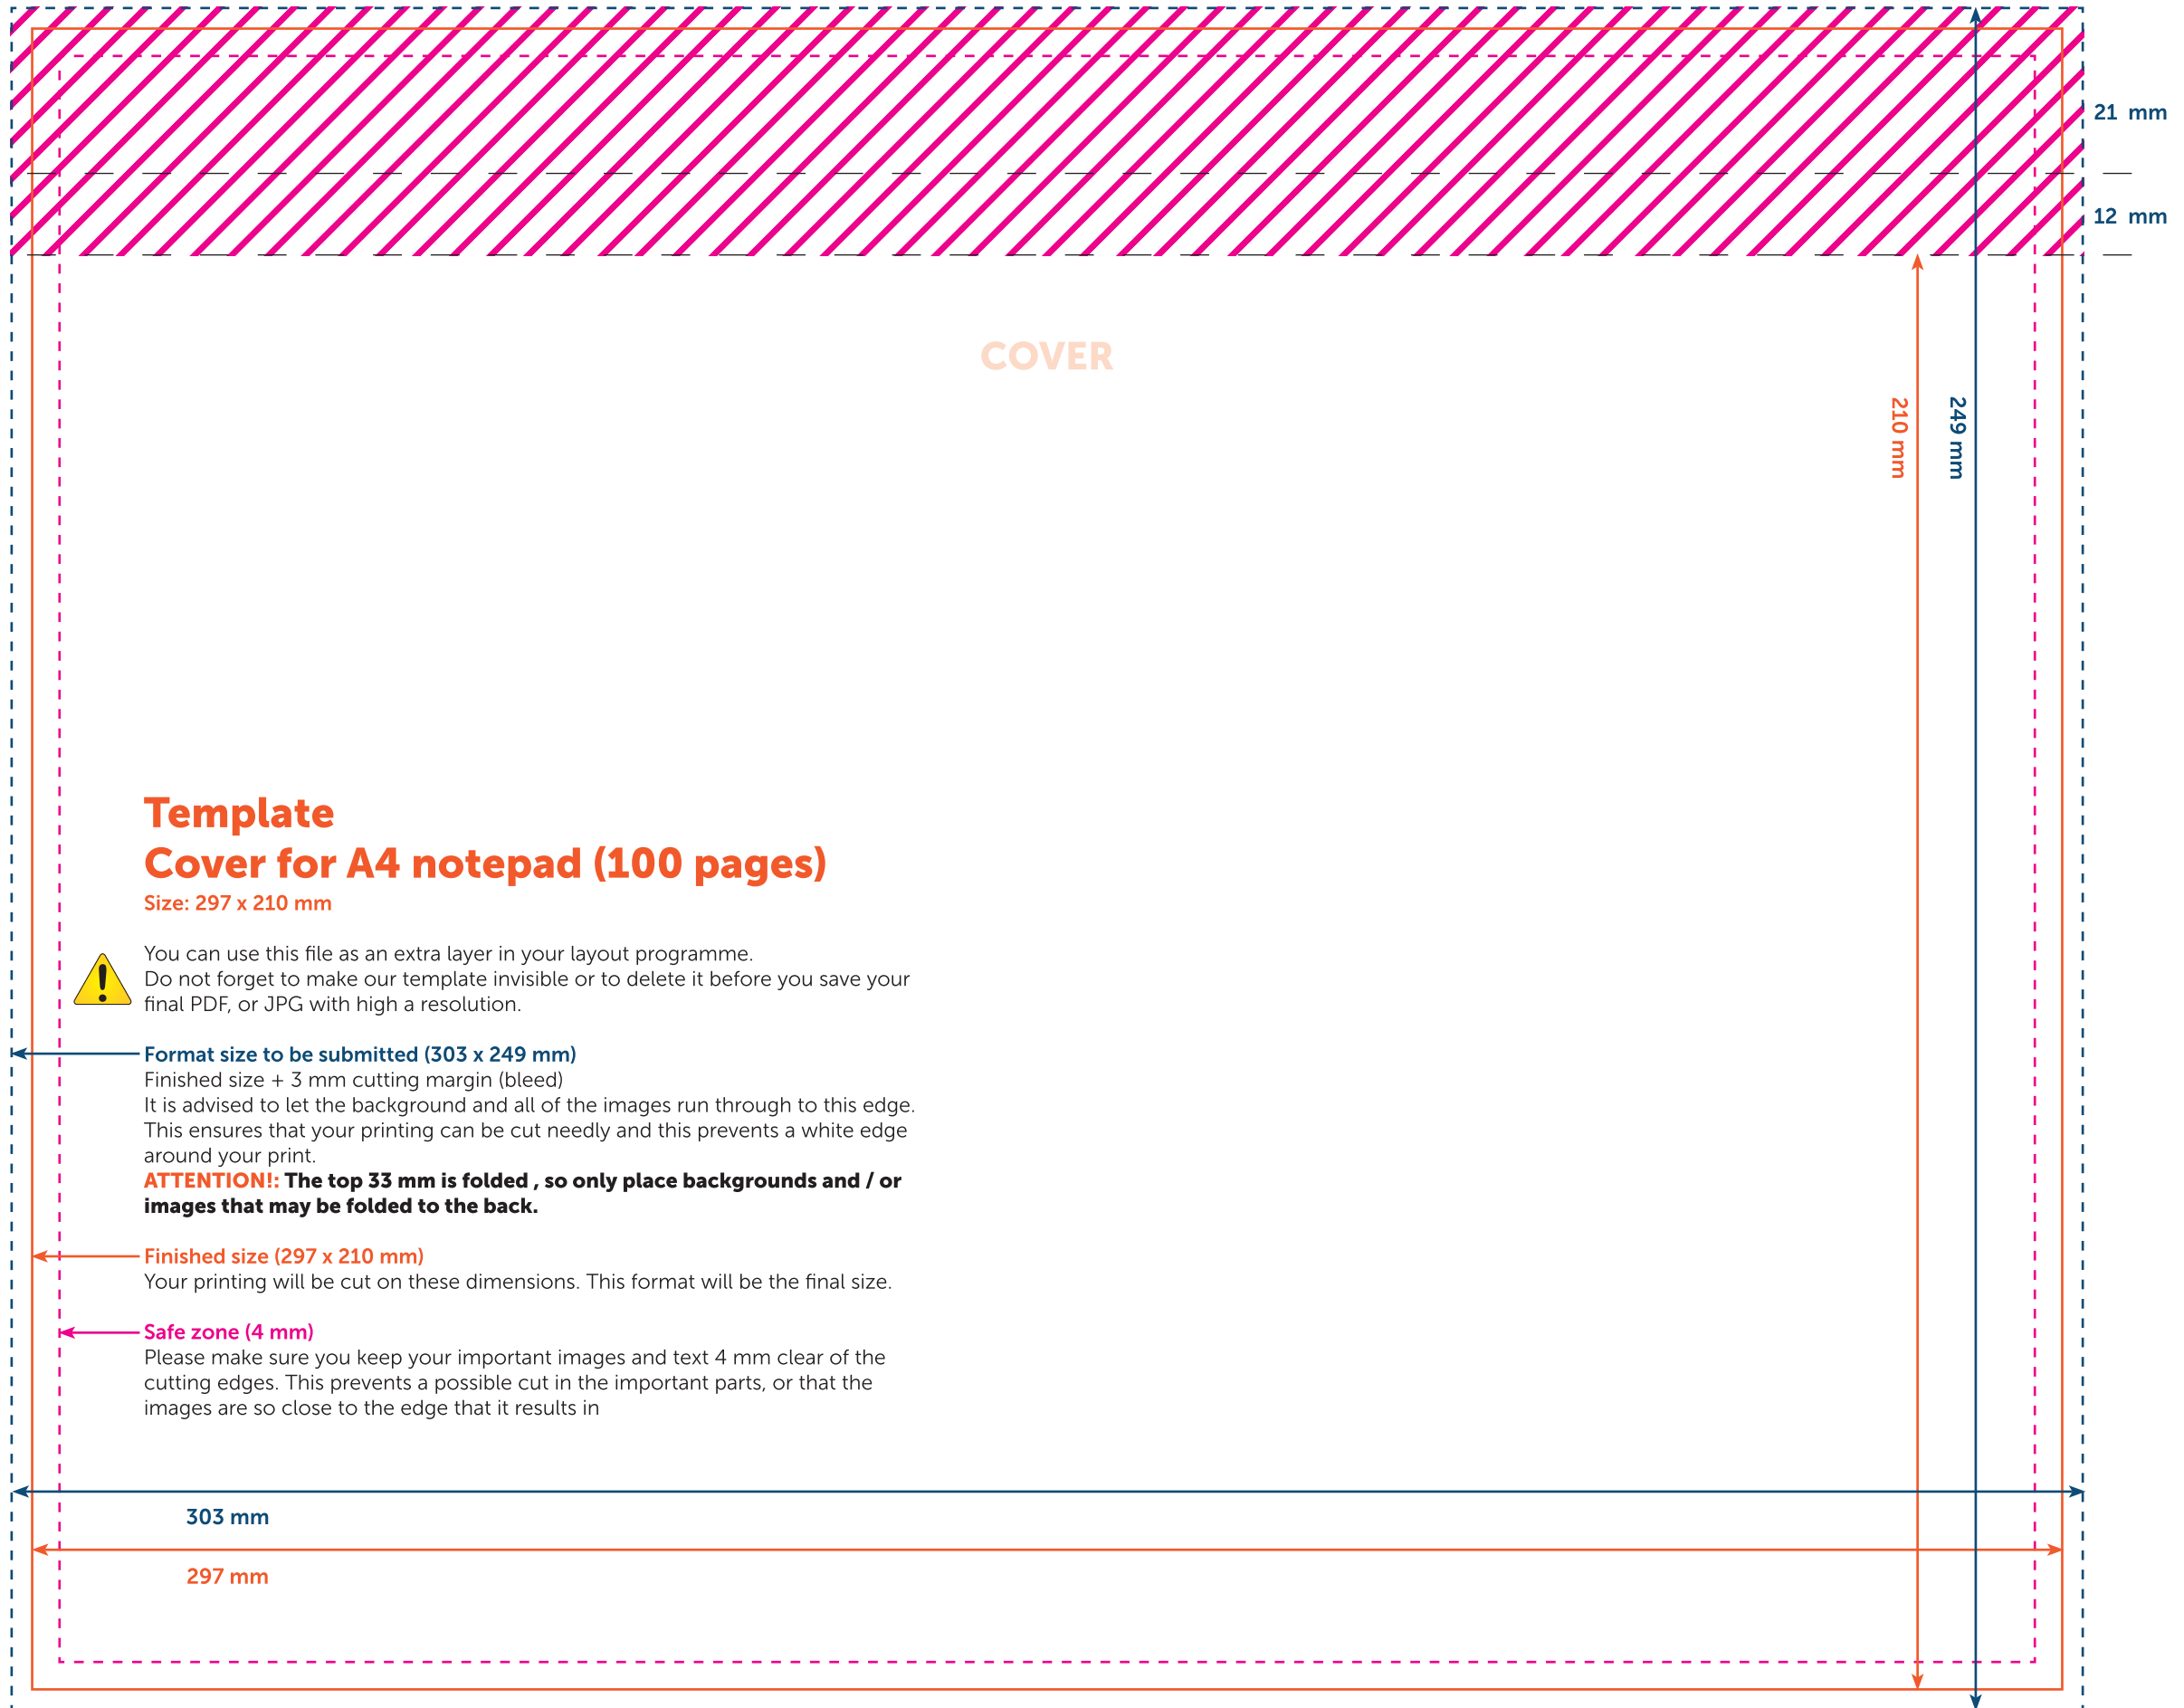 21 mm
12 mm
COVER
210 mm
249 mm
Template
Cover for A4 notepad (100 pages)
Size: 297 x 210 mm
You can use this file as an extra layer in your layout programme.
Do not forget to make our template invisible or to delete it before you save your
final PDF, or JPG with high a resolution.
Format size to be submitted (303 x 249 mm)
Finished size + 3 mm cutting margin (bleed)
It is advised to let the background and all of the images run through to this edge.
This ensures that your printing can be cut needly and this prevents a white edge
around your print.
ATTENTION!: The top 33 mm is folded , so only place backgrounds and / or
images that may be folded to the back.
Finished size (297 x 210 mm)
Your printing will be cut on these dimensions. This format will be the final size.
Safe zone (4 mm)
Please make sure you keep your important images and text 4 mm clear of the
cutting edges. This prevents a possible cut in the important parts, or that the
images are so close to the edge that it results in
303 mm
297 mm